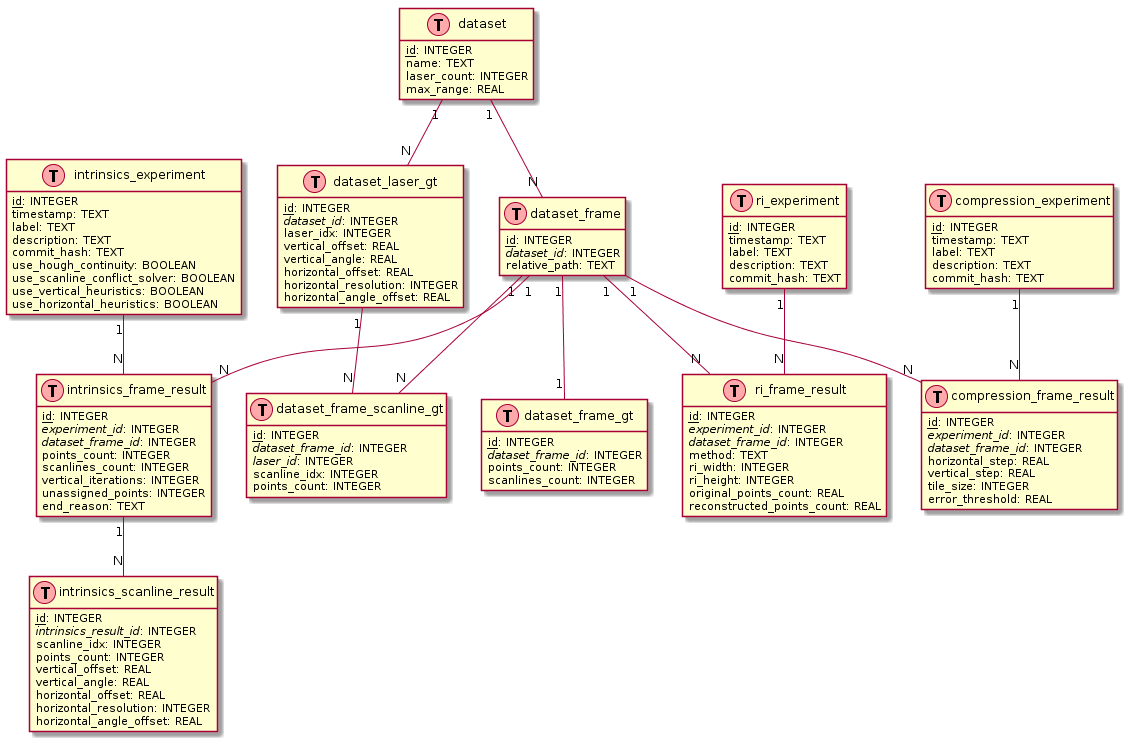 T dataset
id: INTEGER
name: TEXT
laser_count: INTEGER
max_range: REAL
1
1
N
N
T intrinsics_experiment
id: INTEGER
timestamp: TEXT
label: TEXT
description: TEXT
commit_hash: TEXT
use_hough_continuity: BOOLEAN
use_scanline_conflict_solver: BOOLEAN
use_vertical_heuristics: BOOLEAN
use_horizontal_heuristics: BOOLEAN
T dataset_laser_gt
id: INTEGER
dataset_id: INTEGER
laser_idx: INTEGER
vertical_offset: REAL
vertical_angle: REAL
horizontal_offset: REAL
horizontal_resolution: INTEGER
horizontal_angle_offset: REAL
T dataset_frame
id: INTEGER
dataset_id: INTEGER
relative_path: TEXT
T ri_experiment
id: INTEGER
timestamp: TEXT
label: TEXT
description: TEXT
commit_hash: TEXT
T compression_experiment
id: INTEGER
timestamp: TEXT
label: TEXT
description: TEXT
commit_hash: TEXT
1
1
1
1
1
1
1
1
1
N
N
N
N
1
N
N
N
N
T intrinsics_frame_result
id: INTEGER
experiment_id: INTEGER
dataset_frame_id: INTEGER
points_count: INTEGER
scanlines_count: INTEGER
vertical_iterations: INTEGER
unassigned_points: INTEGER
end_reason: TEXT
T dataset_frame_scanline_gt
id: INTEGER
dataset_frame_id: INTEGER
laser_id: INTEGER
scanline_idx: INTEGER
points_count: INTEGER
T dataset_frame_gt
id: INTEGER
dataset_frame_id: INTEGER
points_count: INTEGER
scanlines_count: INTEGER
T ri_frame_result
id: INTEGER
experiment_id: INTEGER
dataset_frame_id: INTEGER
method: TEXT
ri_width: INTEGER
ri_height: INTEGER
original_points_count: REAL
reconstructed_points_count: REAL
T compression_frame_result
id: INTEGER
experiment_id: INTEGER
dataset_frame_id: INTEGER
horizontal_step: REAL
vertical_step: REAL
tile_size: INTEGER
error_threshold: REAL
1
N
T intrinsics_scanline_result
id: INTEGER
intrinsics_result_id: INTEGER
scanline_idx: INTEGER
points_count: INTEGER
vertical_offset: REAL
vertical_angle: REAL
horizontal_offset: REAL
horizontal_resolution: INTEGER
horizontal_angle_offset: REAL